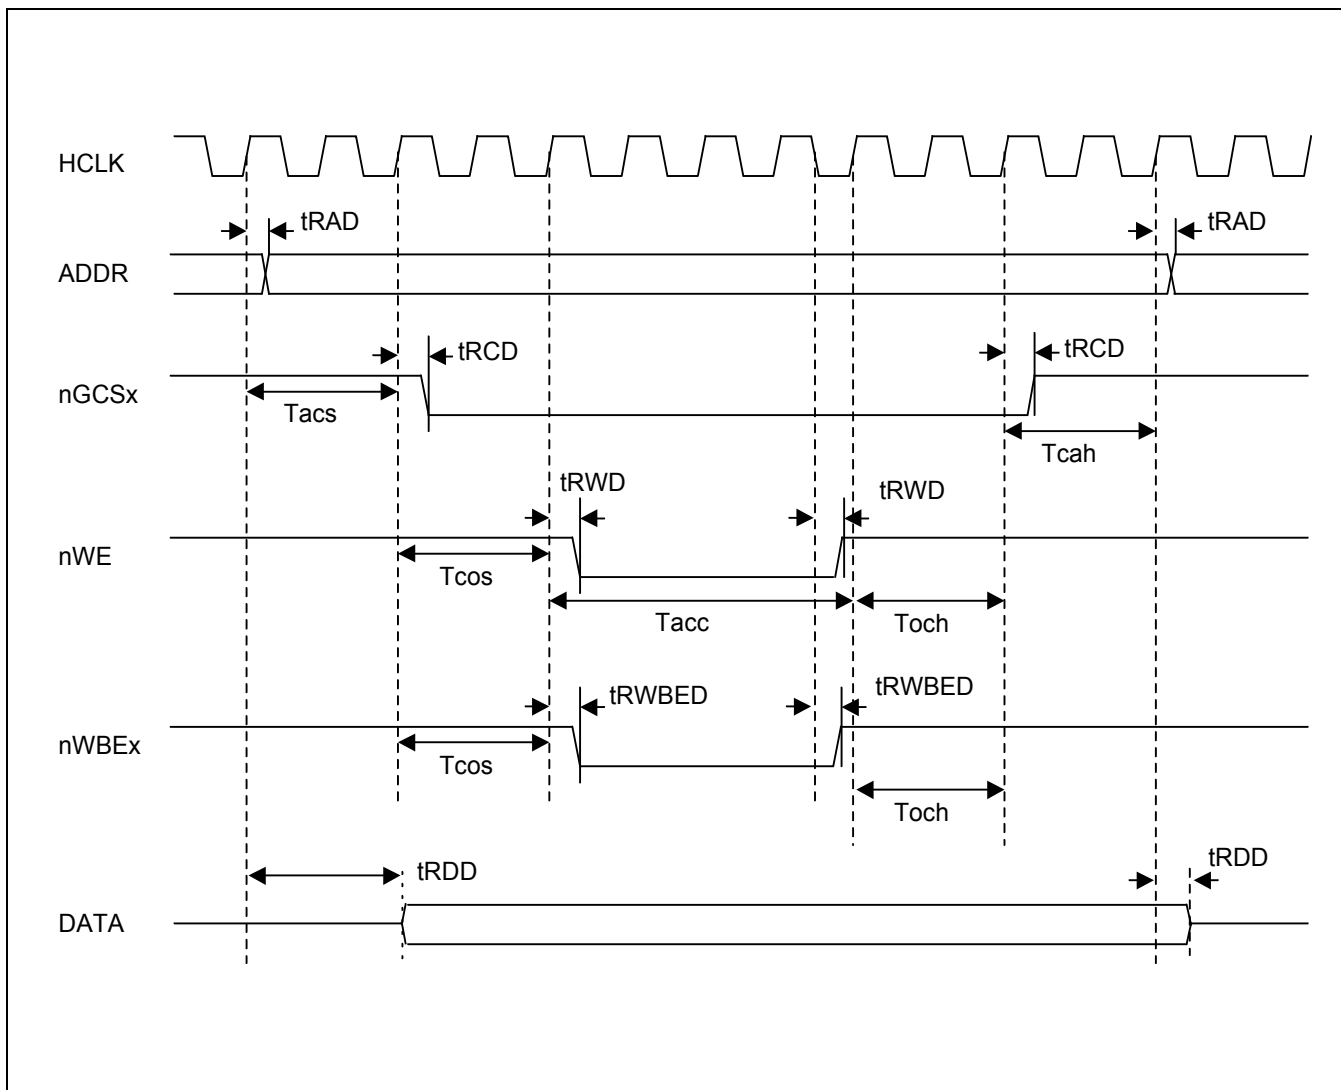 HCLK
tRAD
tRAD
ADDR
tRCD
tRCD
nGCSx
Tacs
Tcah
tRWD
tRWD
nWE
Tcos
Tacc
Toch
tRWBED
tRWBED
nWBEx
Tcos
Toch
tRDD
tRDD
DATA